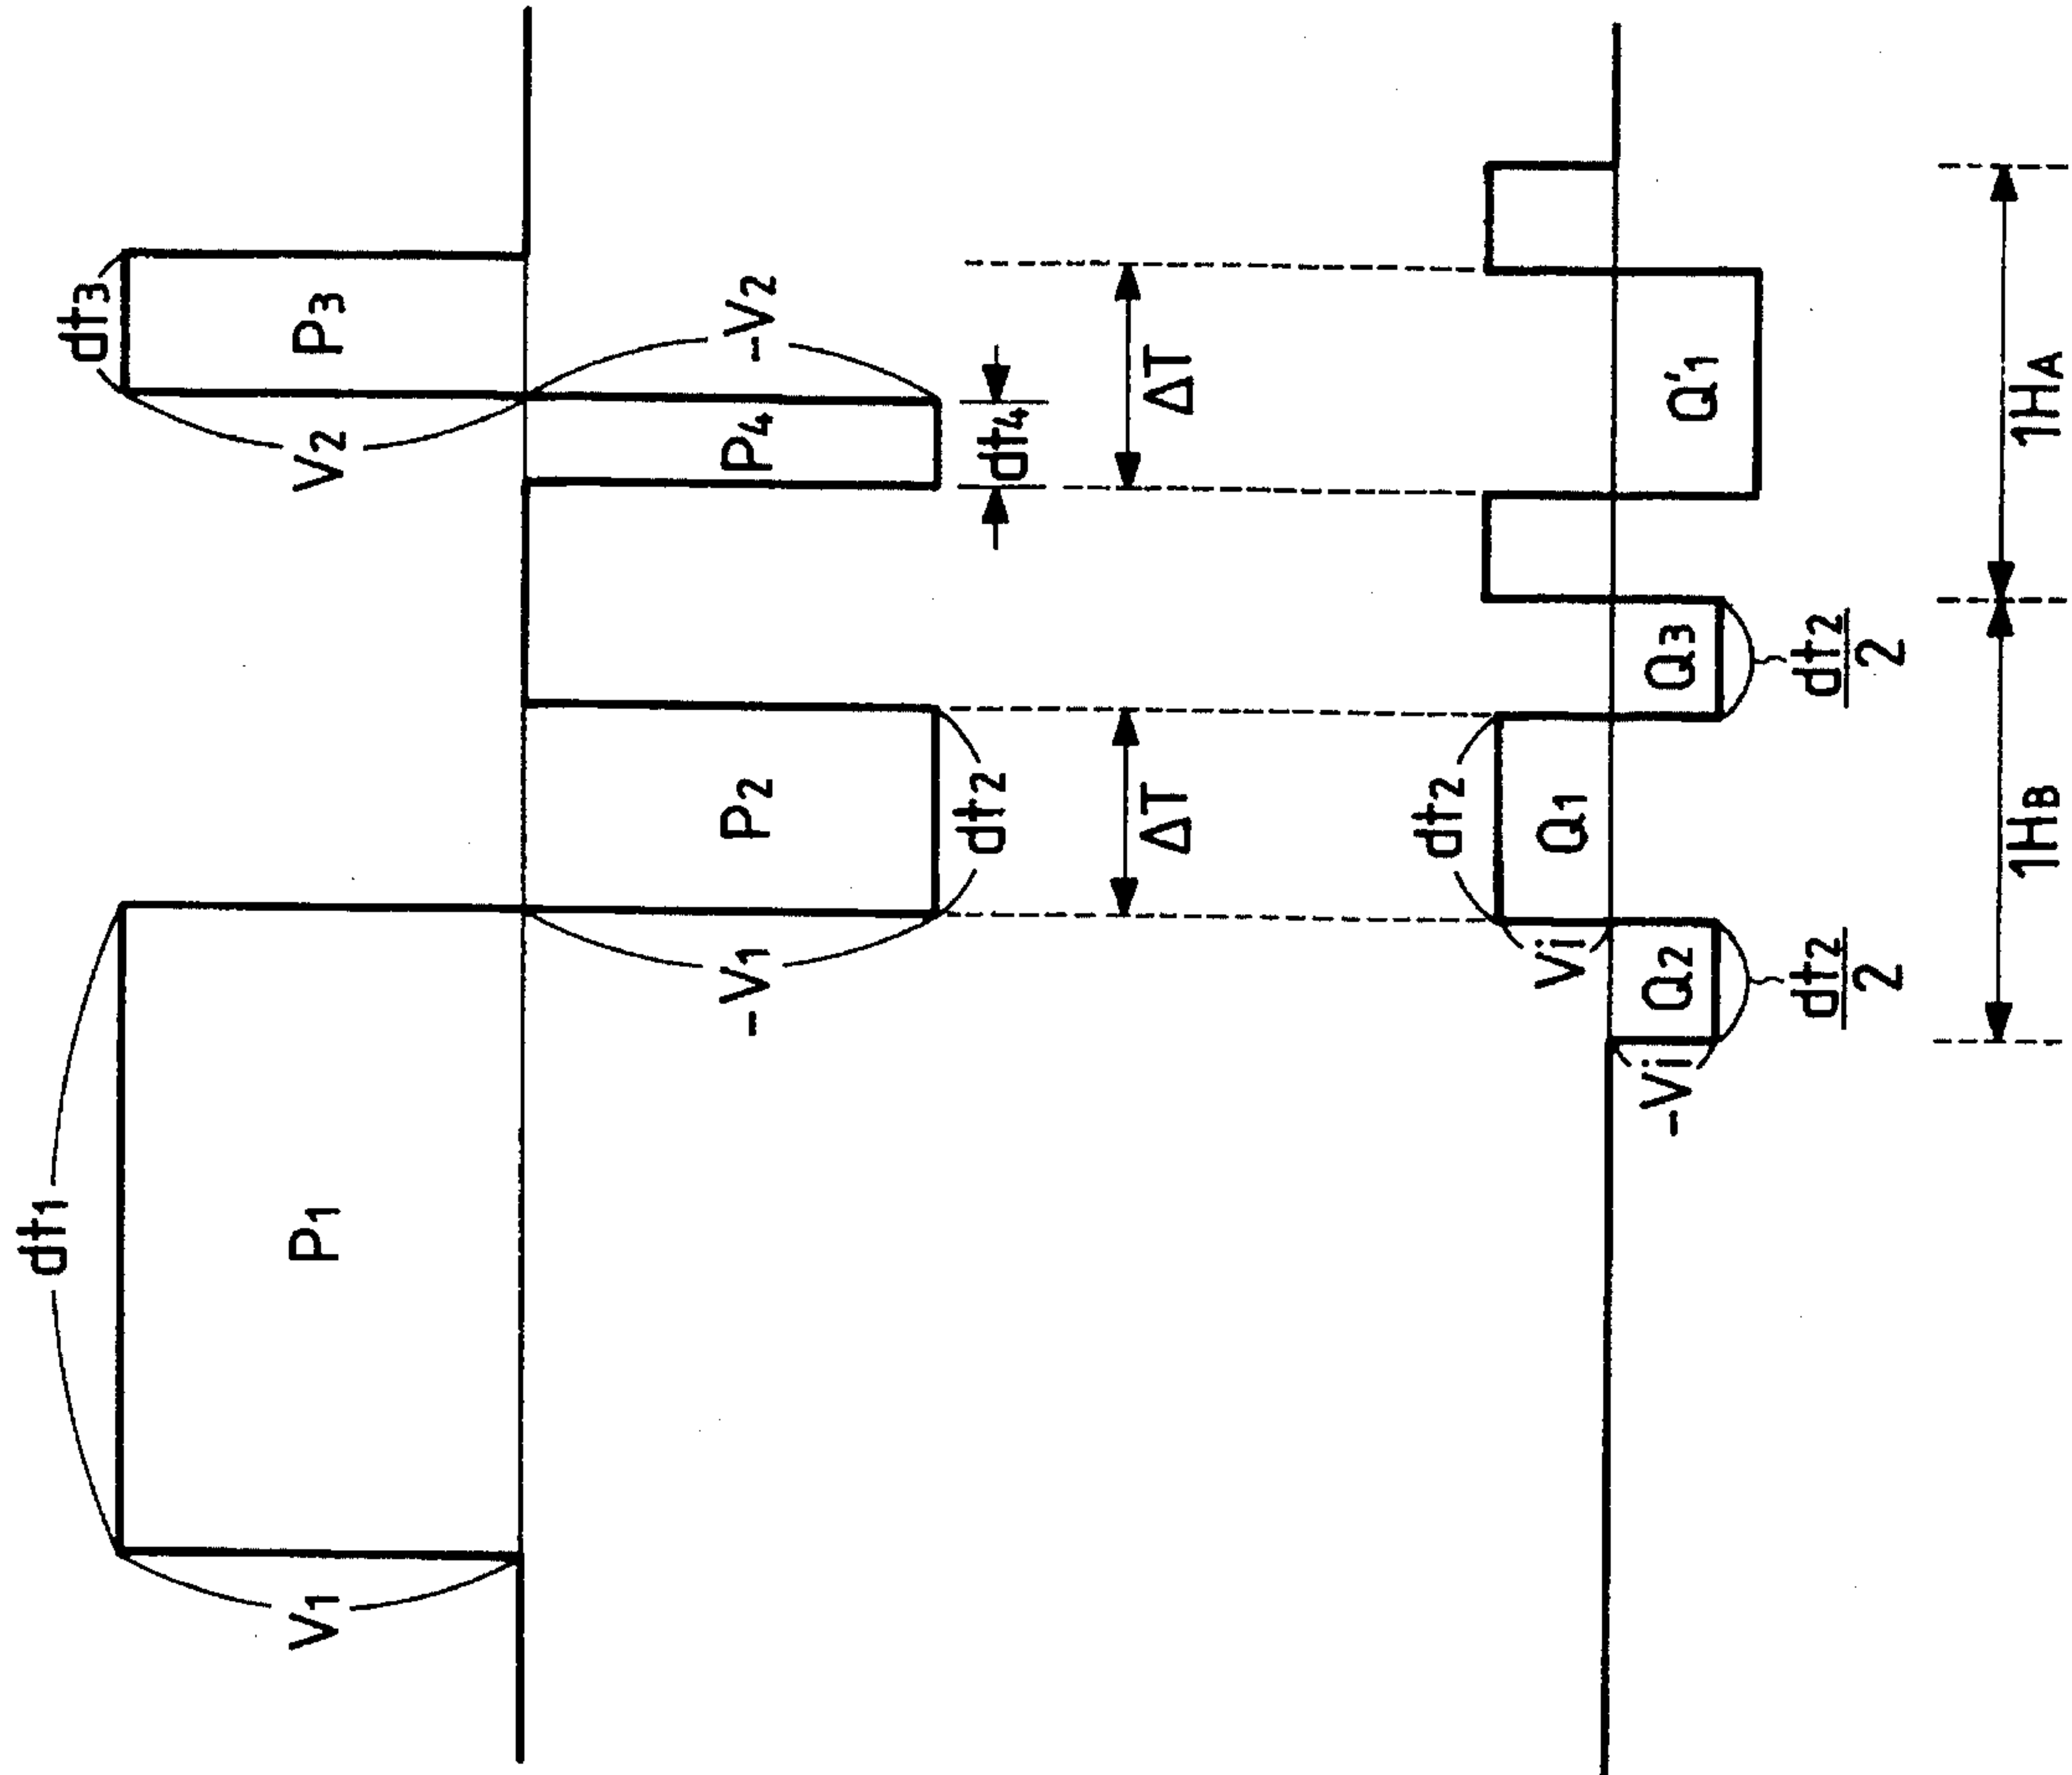 dt₁
dt₃
V₁
P₁
V₂
P₃
-V₁
P₂
P₄
-V₂
dt₂
dt₄
ΔT
ΔT
dt₂
Vi
Q₁
-Vi
Q₂
Q₃
Q'₁
dt₂/2
dt₂/2
1HB
1HA